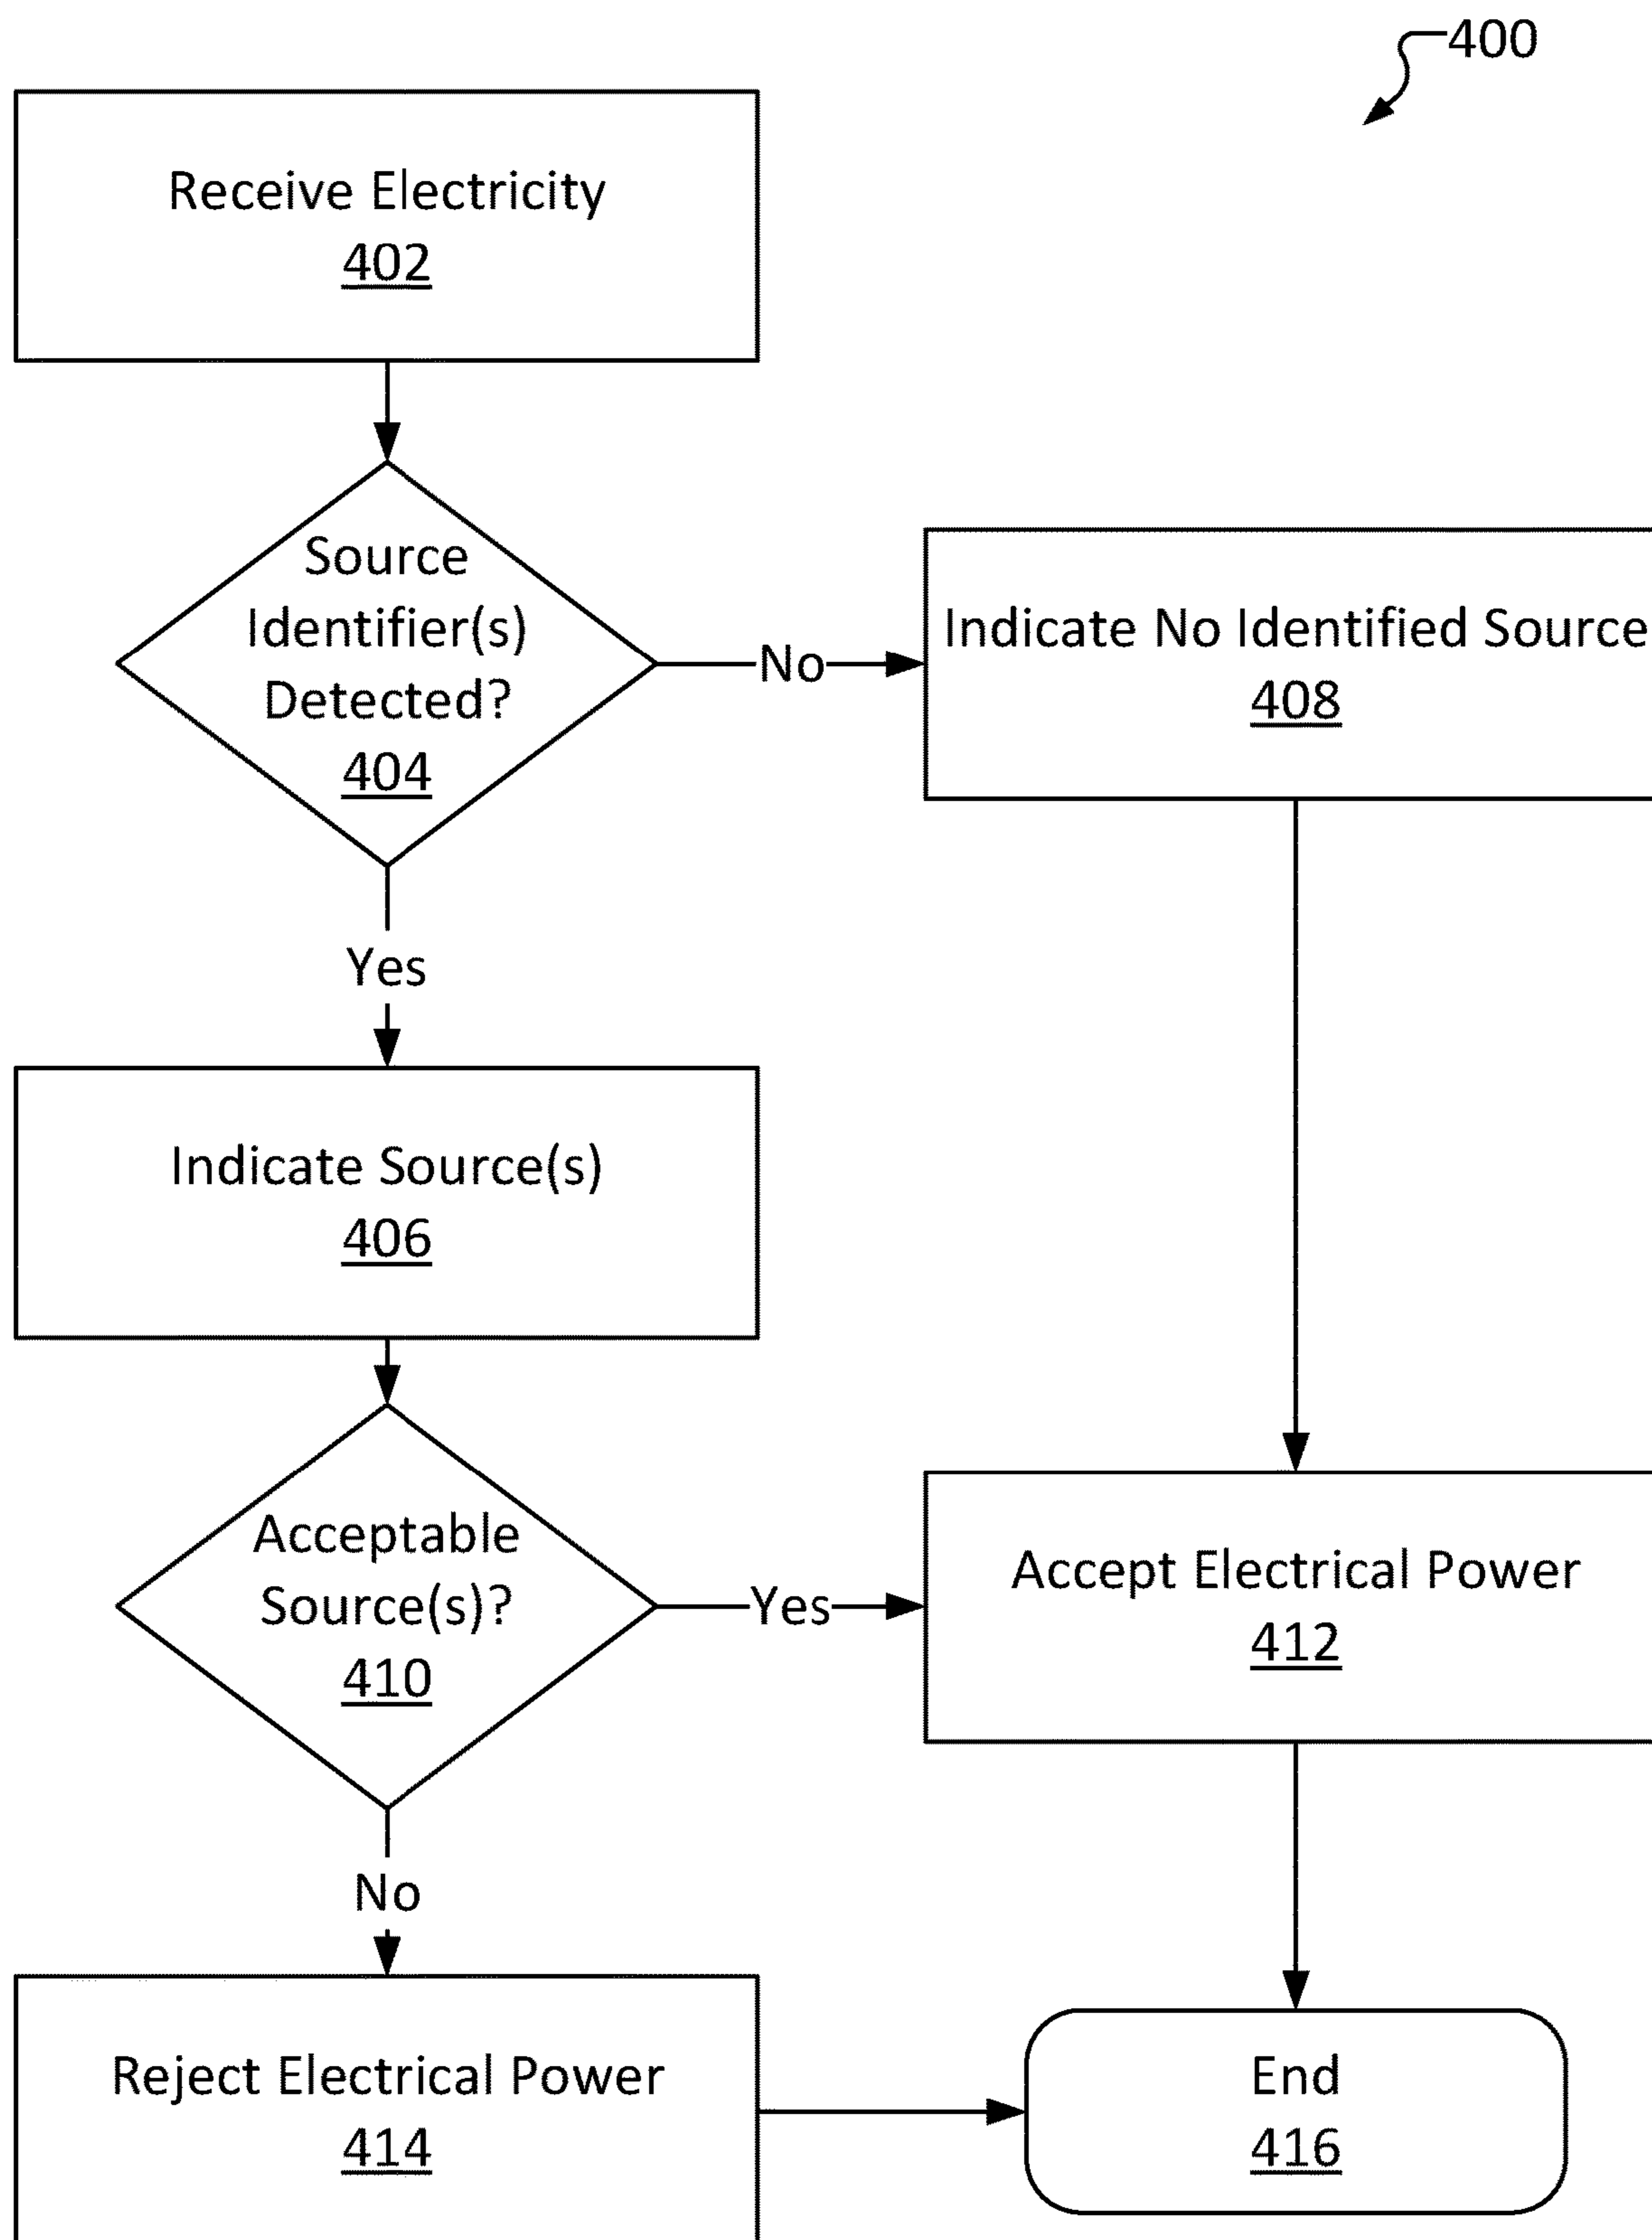 400
Receive Electricity
402
Source
Identifier(s)
Detected?
404
No
Indicate No Identified Source
408
Yes
Indicate Source(s)
406
Acceptable
Source(s)?
410
Yes
Accept Electrical Power
412
No
Reject Electrical Power
414
End
416